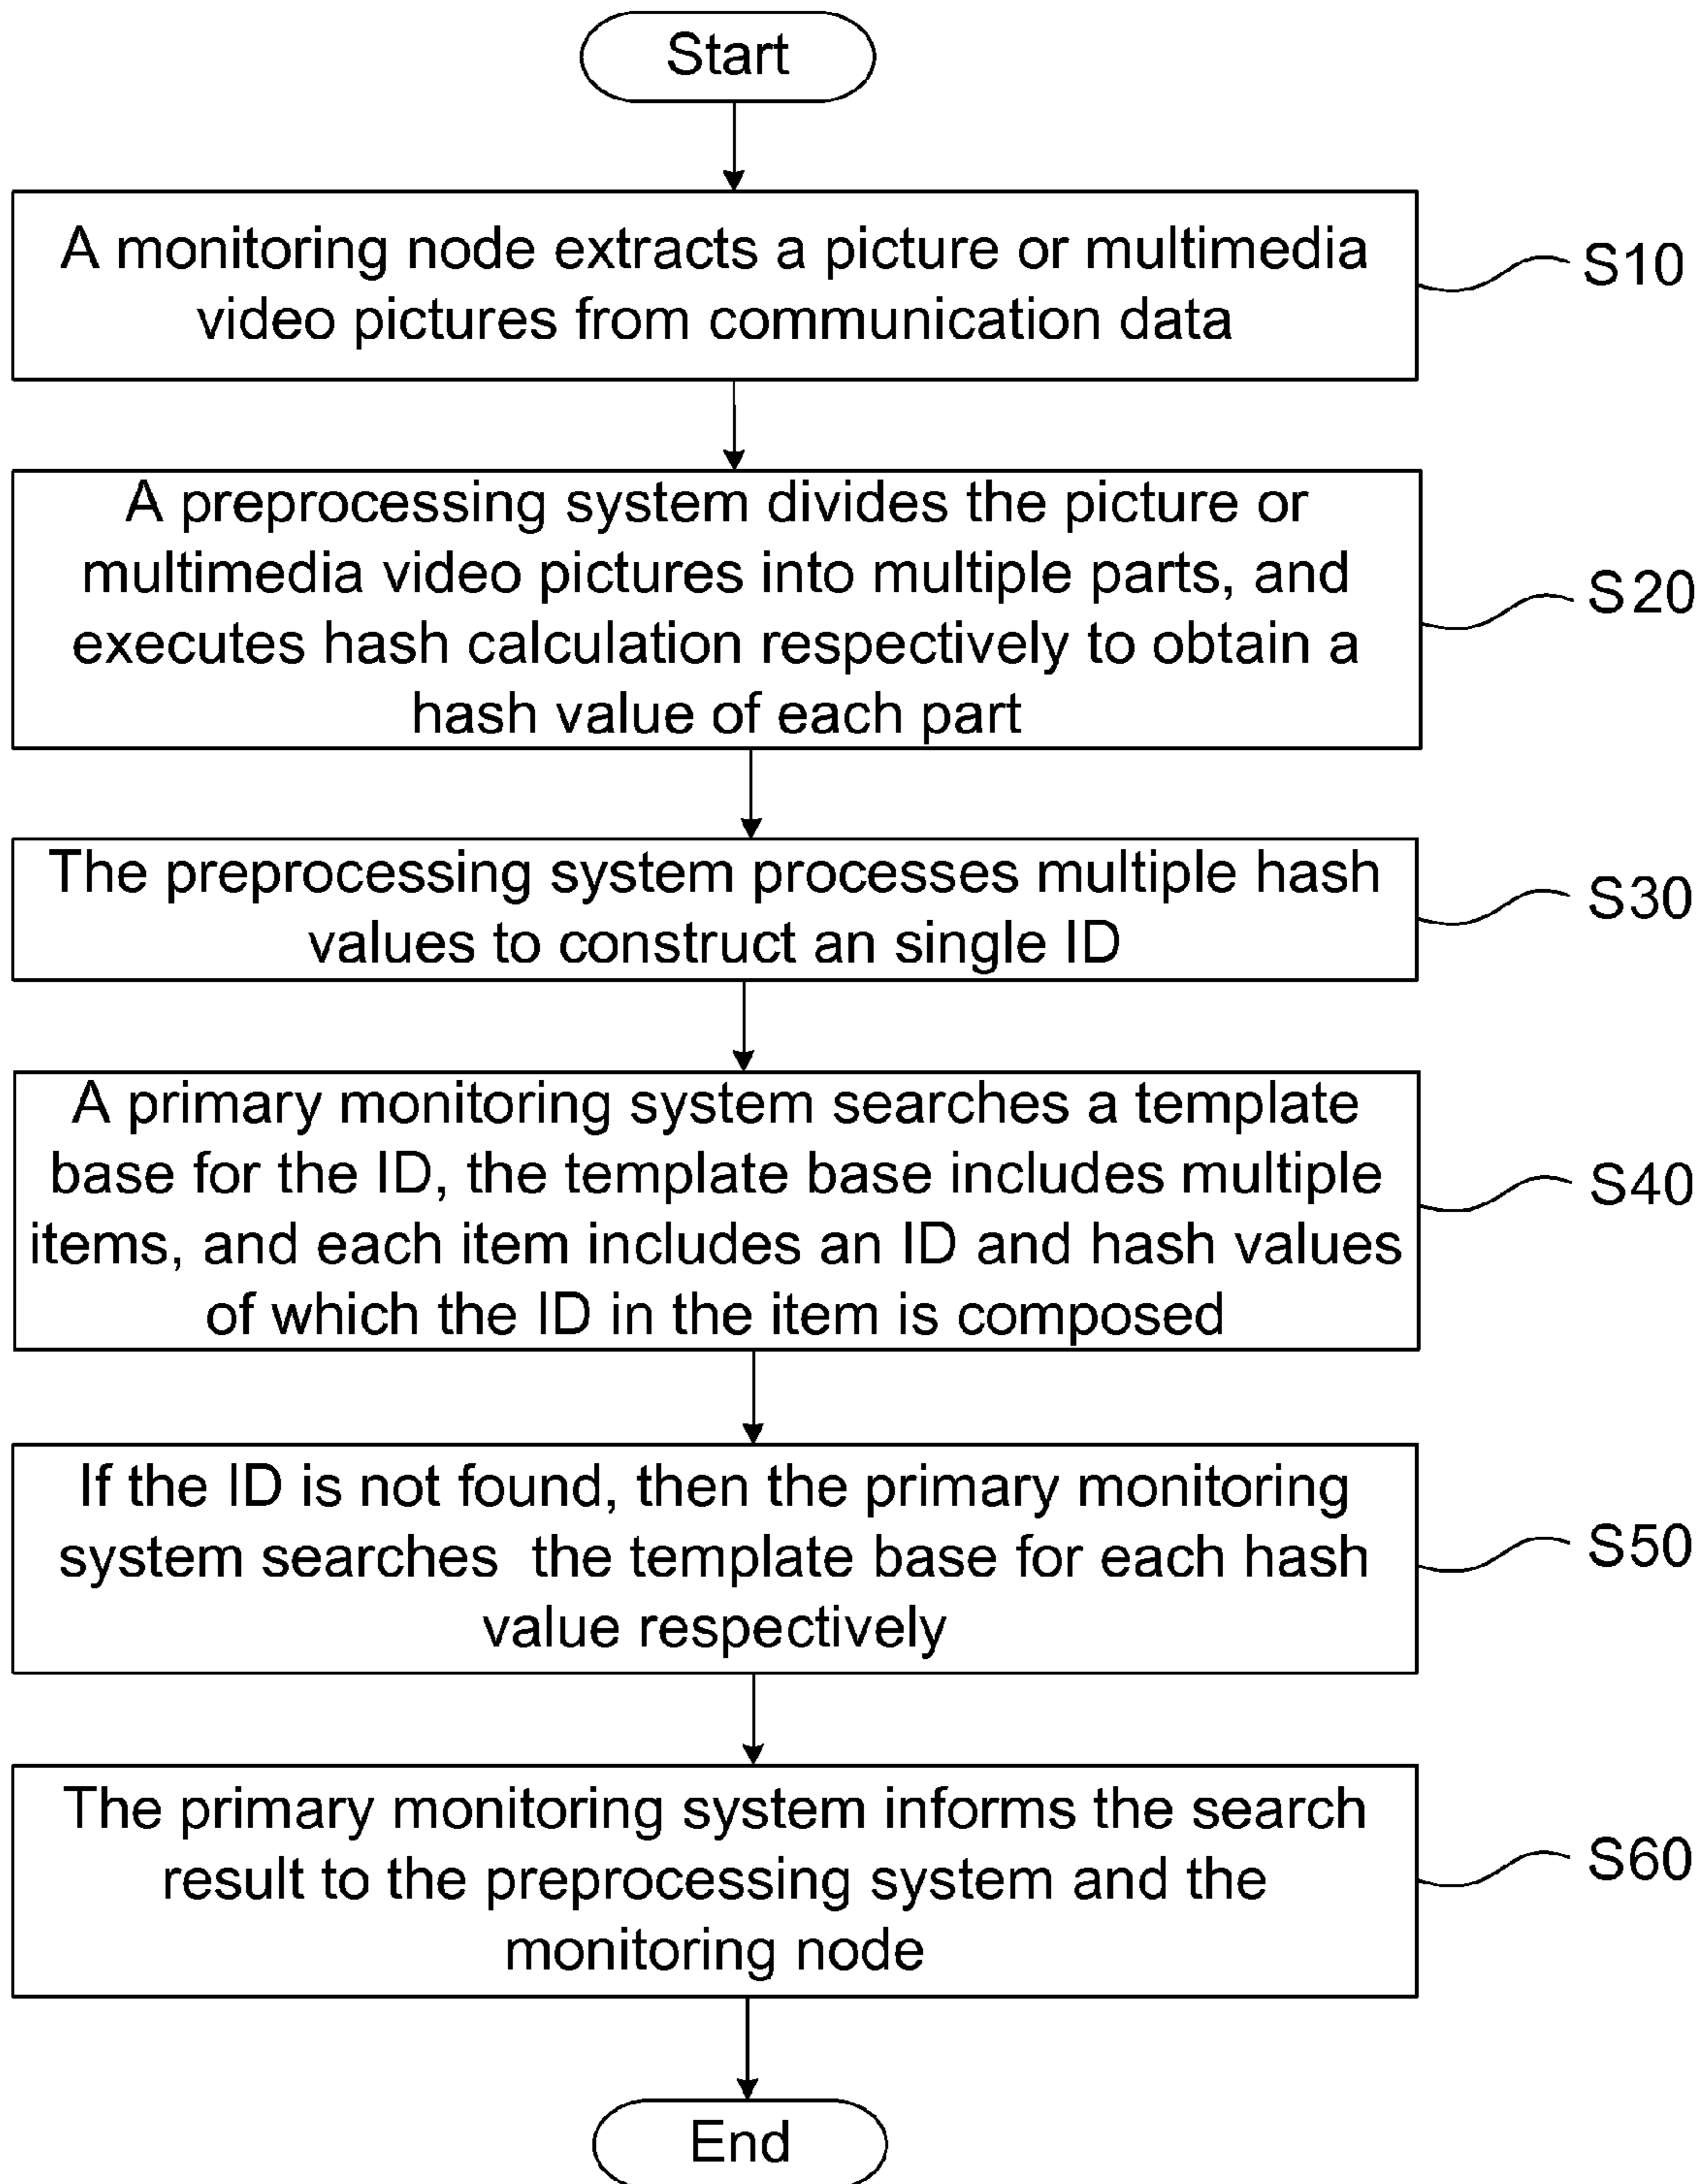 Start
A monitoring node extracts a picture or multimedia
video pictures from communication data
S10
A preprocessing system divides the picture or
multimedia video pictures into multiple parts, and
executes hash calculation respectively to obtain a
hash value of each part
S20
The preprocessing system processes multiple hash
values to construct an single ID
S30
A primary monitoring system searches a template
base for the ID, the template base includes multiple
items, and each item includes an ID and hash values
of which the ID in the item is composed
S40
If the ID is not found, then the primary monitoring
system searches the template base for each hash
value respectively
S50
The primary monitoring system informs the search
result to the preprocessing system and the
monitoring node
S60
End